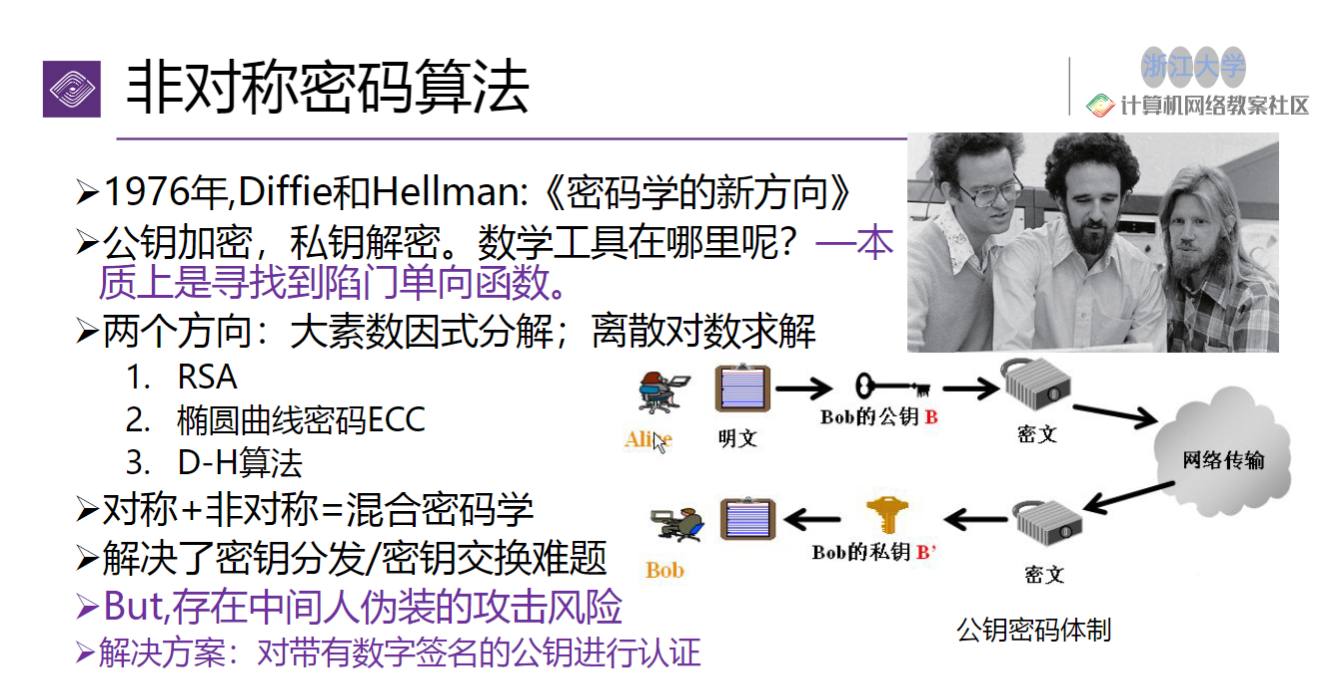 非对称密码算法
浙江大学
计算机网络教案社区
➢1976年,Diffie和Hellman:《密码学的新方向》
➢公钥加密，私钥解密。数学工具在哪里呢？—本
质上是寻找到陷门单向函数。
➢两个方向：大素数因式分解；离散对数求解
1. RSA
2. 椭圆曲线密码ECC
3. D-H算法
➢对称+非对称=混合密码学
➢解决了密钥分发/密钥交换难题
➢But,存在中间人伪装的攻击风险
➢解决方案：对带有数字签名的公钥进行认证
Alice
明文
Bob的公钥 B
密文
网络传输
Bob
Bob的私钥 B’
密文
公钥密码体制